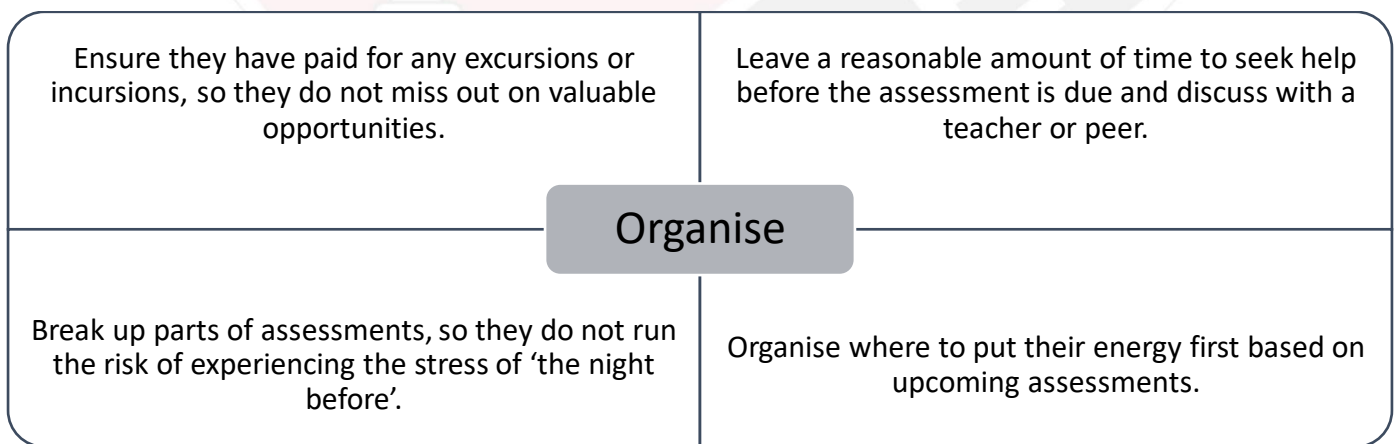 Ensure they have paid for any excursions or
incursions, so they do not miss out on valuable
opportunities.
Leave a reasonable amount of time to seek help
before the assessment is due and discuss with a
teacher or peer.
Organise
Break up parts of assessments, so they do not run
the risk of experiencing the stress of ‘the night
before’.
Organise where to put their energy first based on
upcoming assessments.